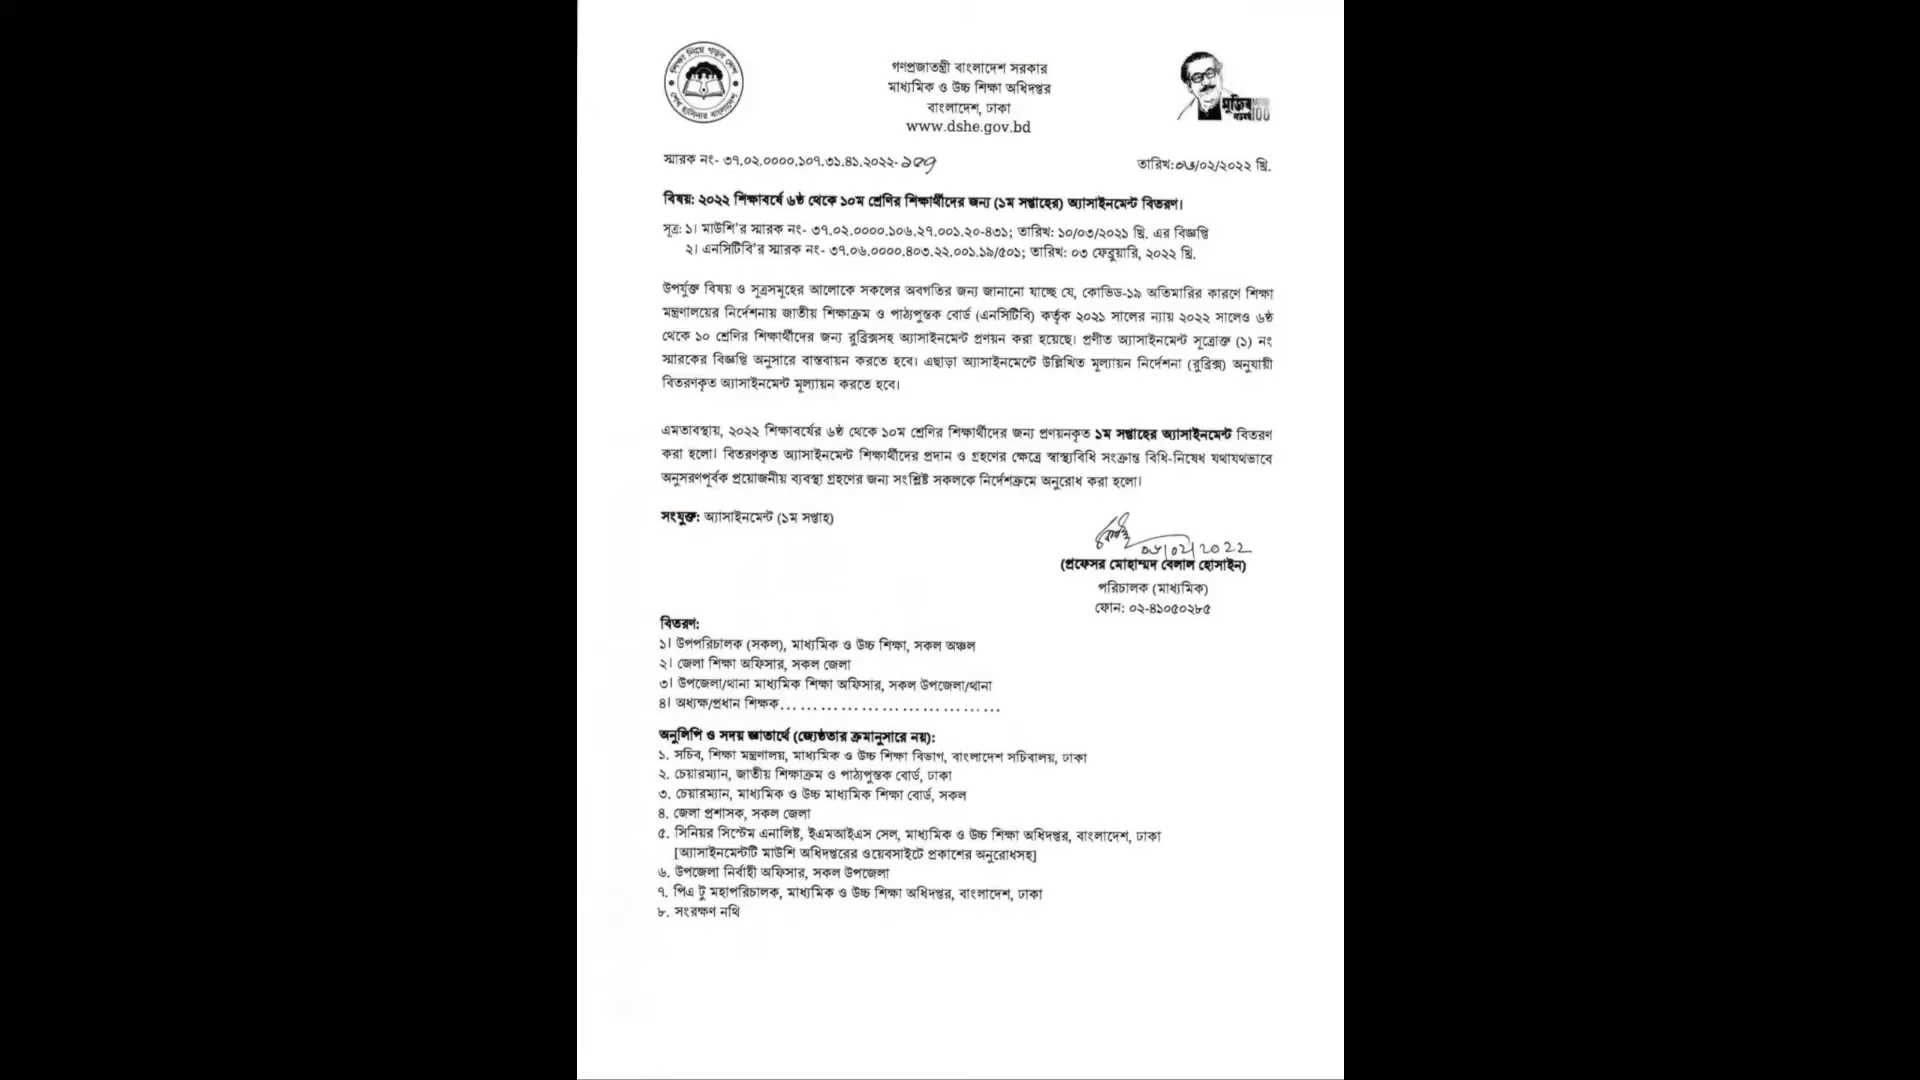 শিক্ষা নিয়ে গড়ব দেশ
শেখ হাসিনার বাংলাদেশ
গণপ্রজাতন্ত্রী বাংলাদেশ সরকার
মাধ্যমিক ও উচ্চ শিক্ষা অধিদপ্তর
বাংলাদেশ, ঢাকা
www.dshe.gov.bd
মুজিব
100
স্মারক নং- ৩৭.০২.০০০০.১০৭.৩১.৪১.২০২২-
তারিখ:০৬/০২/২০২২ খ্রি.
বিষয়: ২০২২ শিক্ষাবর্ষে ৬ষ্ঠ থেকে ১০ম শ্রেণির শিক্ষার্থীদের জন্য (১ম সপ্তাহের) অ্যাসাইনমেন্ট বিতরণ।
সূত্র: ১। মাউশি'র স্মারক নং- ৩৭.০২.০০০০.১০৬.২৭.০০১.২০-৪৩১; তারিখ: ১০/০৩/২০২১ খ্রি. এর বিজ্ঞপ্তি
২। এনসিটিবি'র স্মারক নং- ৩৭.০৬.০০০০.৪০৩.২২.০০১.১৯/৫০১; তারিখ: ০৩ ফেব্রুয়ারি, ২০২২ খ্রি.
উপর্যুক্ত বিষয় ও সূত্রসমূহের আলোকে সকলের অবগতির জন্য জানানো যাচ্ছে যে, কোভিড-১৯ অতিমারির কারণে শিক্ষা
মন্ত্রণালয়ের নির্দেশনায় জাতীয় শিক্ষাক্রম ও পাঠ্যপুস্তক বোর্ড (এনসিটিবি) কর্তৃক ২০২১ সালের ন্যায় ২০২২ সালেও ৬ষ্ঠ
থেকে ১০ শ্রেণির শিক্ষার্থীদের জন্য রুব্রিক্সসহ অ্যাসাইনমেন্ট প্রণয়ন করা হয়েছে। প্রণীত অ্যাসাইনমেন্ট সূত্রোক্ত (১) নং
স্মারকের বিজ্ঞপ্তি অনুসারে বাস্তবায়ন করতে হবে। এছাড়া অ্যাসাইনমেন্টে উল্লিখিত মূল্যায়ন নির্দেশনা (রুব্রিক্স) অনুযায়ী
বিতরণকৃত অ্যাসাইনমেন্ট মূল্যায়ন করতে হবে।
এমতাবস্থায়, ২০২২ শিক্ষাবর্ষের ৬ষ্ঠ থেকে ১০ম শ্রেণির শিক্ষার্থীদের জন্য প্রণয়নকৃত ১ম সপ্তাহের অ্যাসাইনমেন্ট বিতরণ
করা হলো। বিতরণকৃত অ্যাসাইনমেন্ট শিক্ষার্থীদের প্রদান ও গ্রহণের ক্ষেত্রে স্বাস্থ্যবিধি সংক্রান্ত বিধি-নিষেধ যথাযথভাবে
অনুসরণপূর্বক প্রয়োজনীয় ব্যবস্থা গ্রহণের জন্য সংশ্লিষ্ট সকলকে নির্দেশক্রমে অনুরোধ করা হলো।
সংযুক্ত: অ্যাসাইনমেন্ট (১ম সপ্তাহ)
০৬/০২/২০২২
(প্রফেসর মোহাম্মদ বেলাল হোসাইন)
পরিচালক (মাধ্যমিক)
ফোন: ০২-৪১০৫০২৮৫
বিতরণ:
১। উপপরিচালক (সকল), মাধ্যমিক ও উচ্চ শিক্ষা, সকল অঞ্চল
২। জেলা শিক্ষা অফিসার, সকল জেলা
৩। উপজেলা/থানা মাধ্যমিক শিক্ষা অফিসার, সকল উপজেলা/থানা
৪। অধ্যক্ষ/প্রধান শিক্ষক..............................
অনুলিপি ও সদয় জ্ঞাতার্থে (জ্যেষ্ঠতার ক্রমানুসারে নয়):
১. সচিব, শিক্ষা মন্ত্রণালয়, মাধ্যমিক ও উচ্চ শিক্ষা বিভাগ, বাংলাদেশ সচিবালয়, ঢাকা
২. চেয়ারম্যান, জাতীয় শিক্ষাক্রম ও পাঠ্যপুস্তক বোর্ড, ঢাকা
৩. চেয়ারম্যান, মাধ্যমিক ও উচ্চ মাধ্যমিক শিক্ষা বোর্ড, সকল
৪. জেলা প্রশাসক, সকল জেলা
৫. সিনিয়র সিস্টেম এনালিষ্ট, ইএমআইএস সেল, মাধ্যমিক ও উচ্চ শিক্ষা অধিদপ্তর, বাংলাদেশ, ঢাকা
[অ্যাসাইনমেন্টটি মাউশি অধিদপ্তরের ওয়েবসাইটে প্রকাশের অনুরোধসহ]
৬. উপজেলা নির্বাহী অফিসার, সকল উপজেলা
৭. পিএ টু মহাপরিচালক, মাধ্যমিক ও উচ্চ শিক্ষা অধিদপ্তর, বাংলাদেশ, ঢাকা
৮. সংরক্ষণ নথি